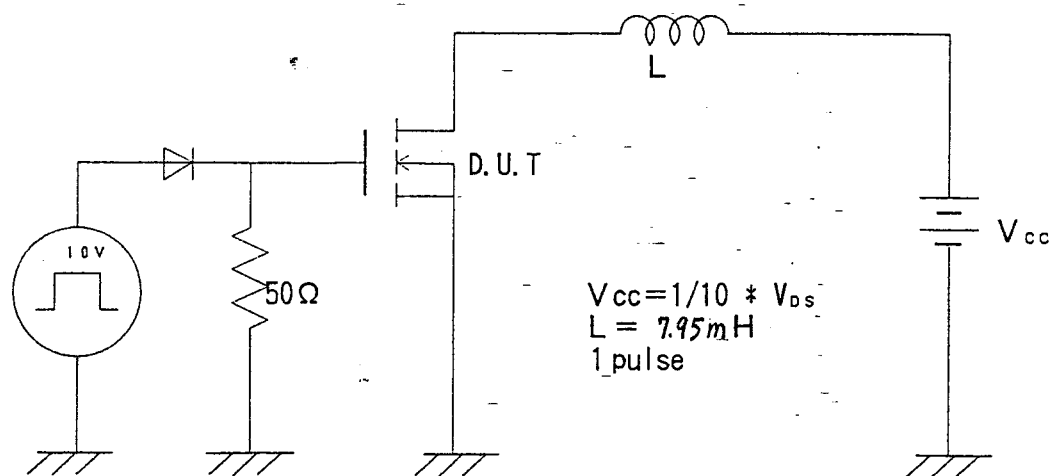 L
D.U.T
10V
50Ω
Vcc
Vcc=1/10 * VDS
L = 7.95mH
1 pulse